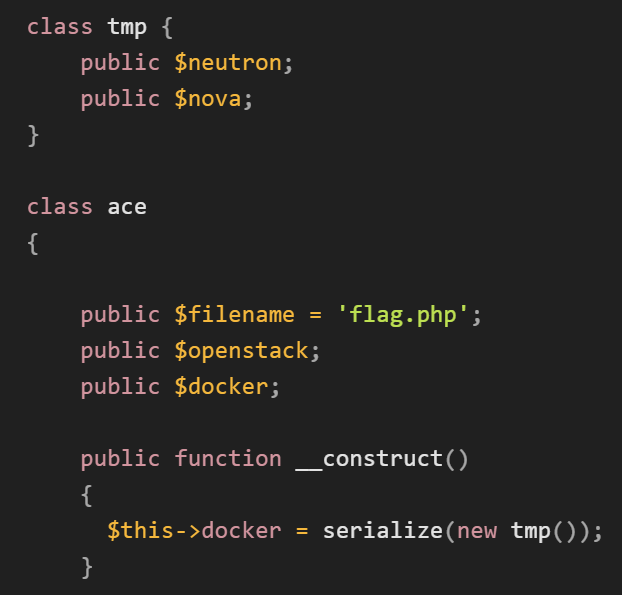 class tmp {
    public $neutron;
    public $nova;
}

class ace
{

    public $filename = 'flag.php';
    public $openstack;
    public $docker;

    public function __construct()
    {
      $this->docker = serialize(new tmp());
    }